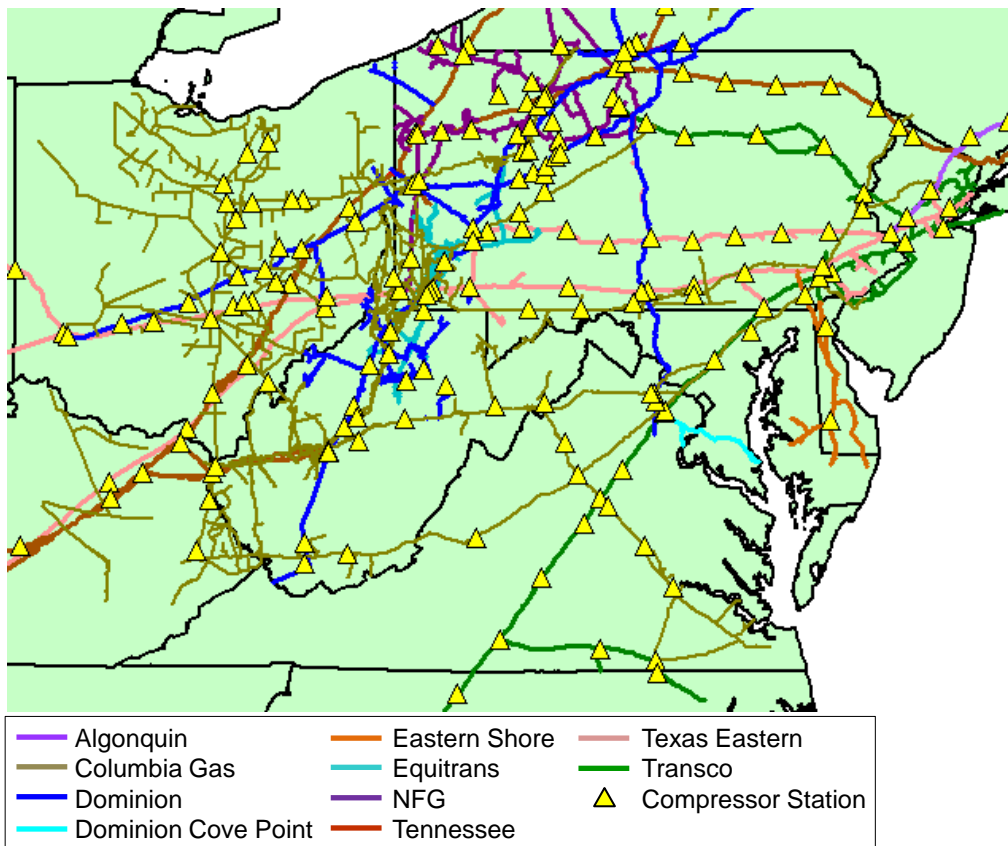 Algonquin
Columbia Gas
Dominion
Dominion Cove Point
Eastern Shore
Equitrans
NFG
Tennessee
Texas Eastern
Transco
Compressor Station